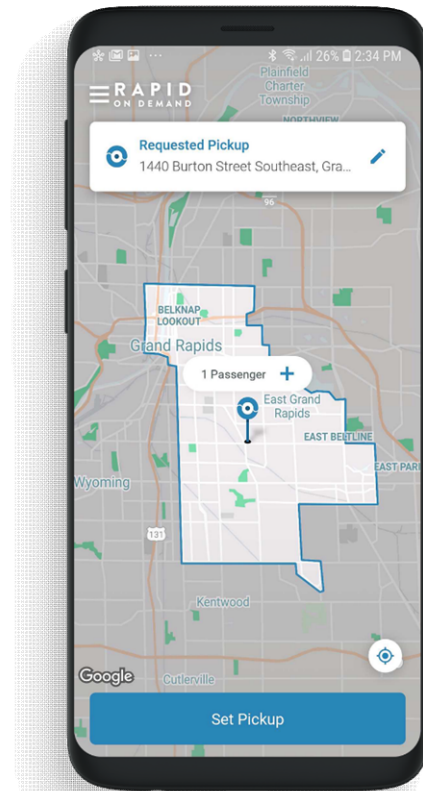 26% 2:34 PM
Plainfield
Charter
Township
RAPID
ON DEMAND
NORTHVIEW
Requested Pickup
1440 Burton Street Southeast, Gra...
96
BELKNAP
LOOKOUT
Grand Rapids
1 Passenger +
East Grand
Rapids
EAST BELTLINE
EAST PAR
Wyoming
131
Kentwood
Google
Cutlerville
Set Pickup